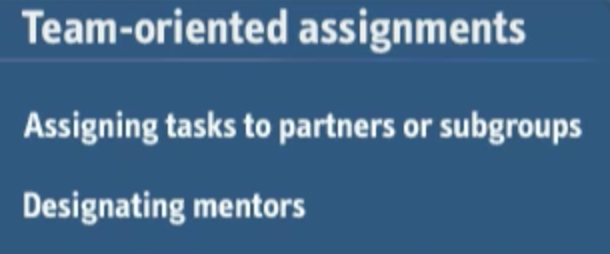 Team-oriented assignments
Assigning tasks to partners or subgroups
Designating mentors